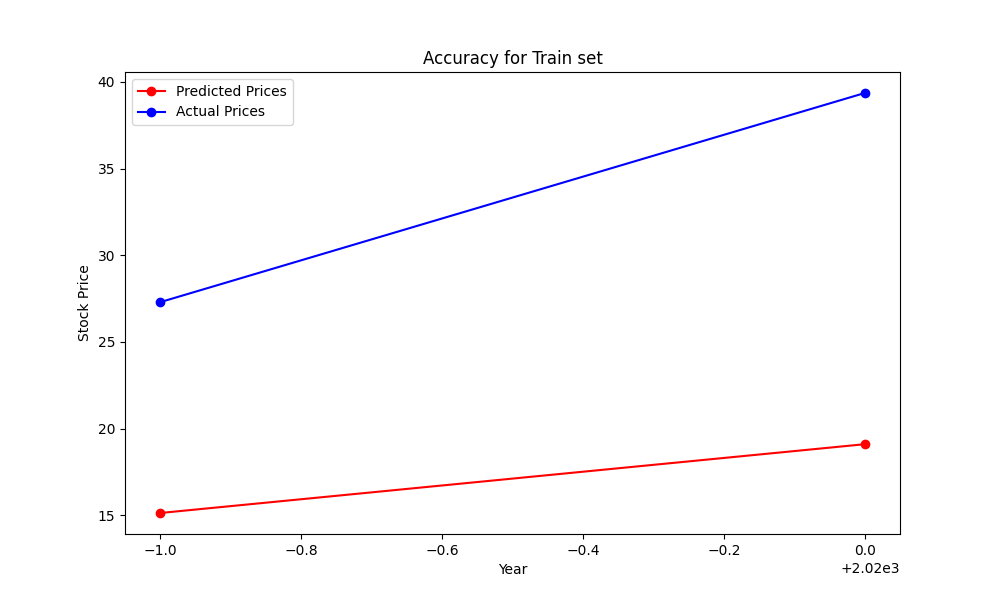 Accuracy for Train set
Predicted Prices
Actual Prices
40
35
30
25
20
15
Stock Price
−1.0 −0.8 −0.6 −0.4 −0.2 0.0
+2.02e3
Year